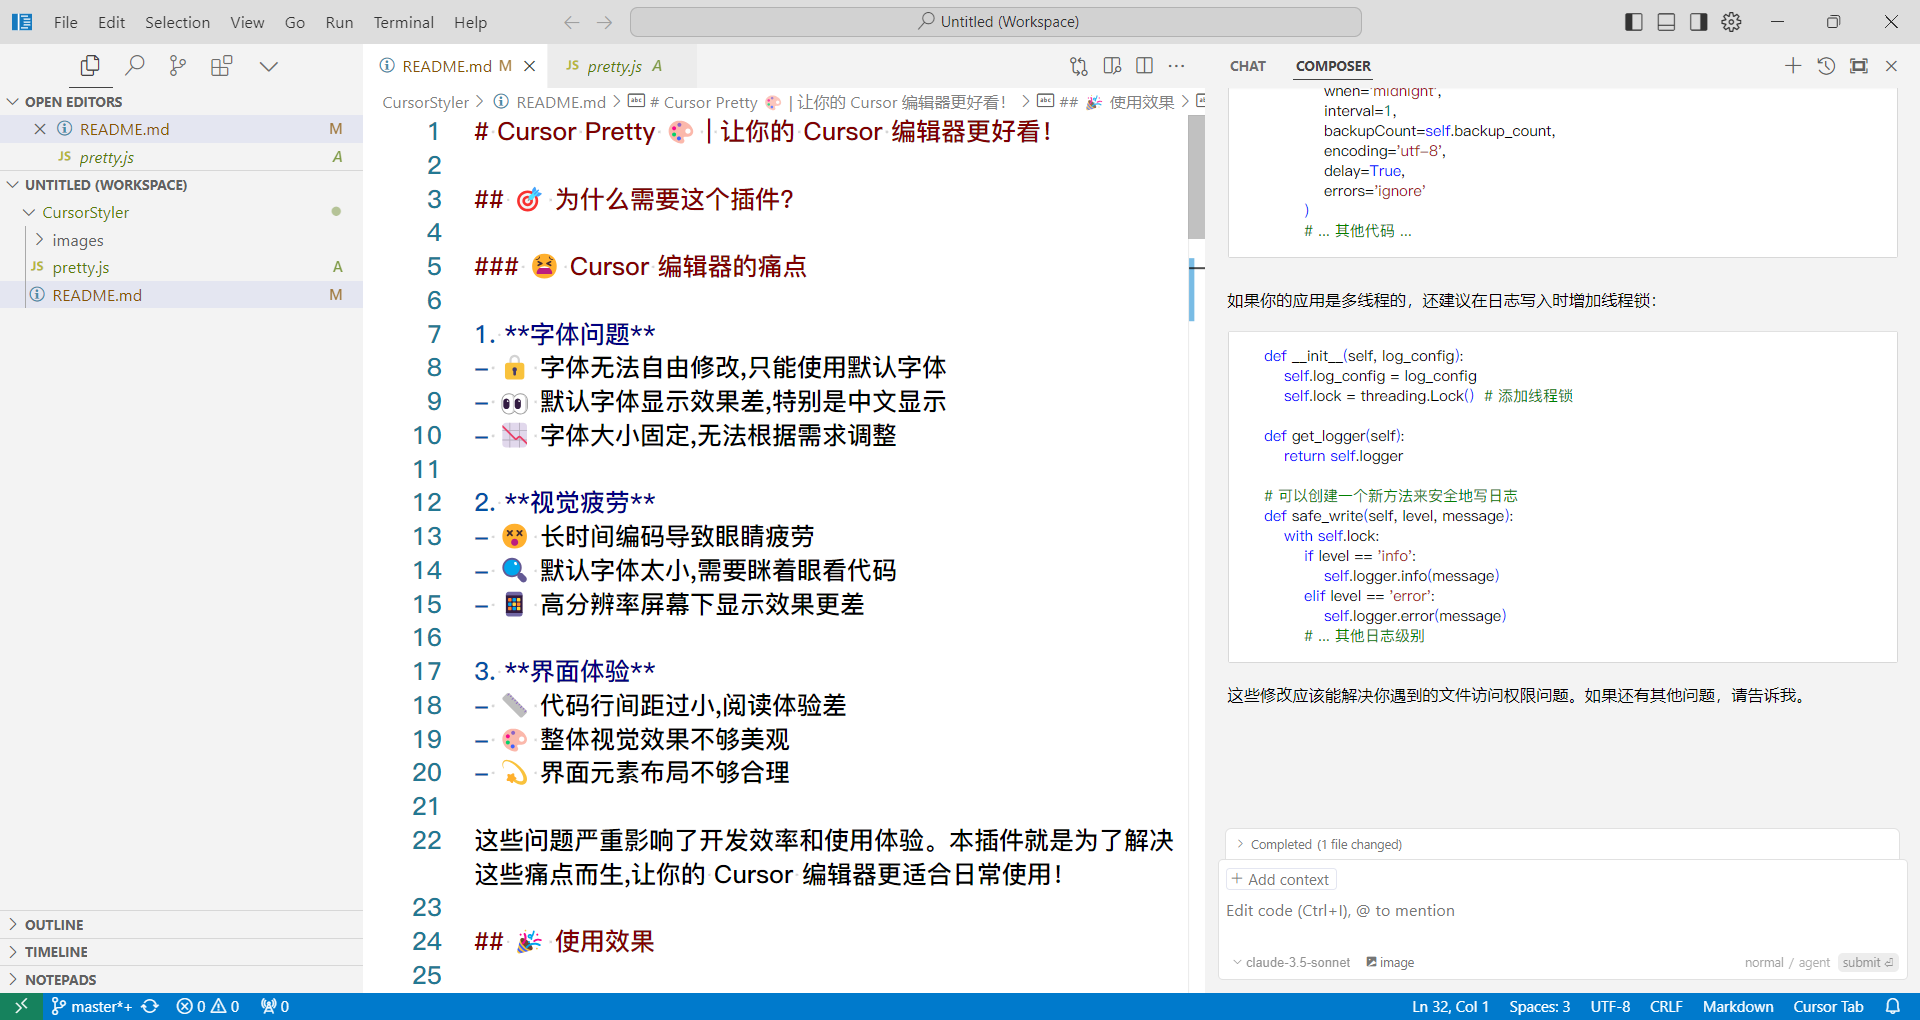 File Edit Selection View Go Run Terminal Help
Untitled (Workspace)
OPEN EDITORS
README.md M
JS pretty.js A
UNTITLED (WORKSPACE)
CursorStyler
images
JS pretty.js A
README.md M
OUTLINE
TIMELINE
NOTEPADS
README.md M
JS pretty.js A
CursorStyler > README.md > # Cursor Pretty 🎨 | 让你的 Cursor 编辑器更好看! > ## 🎉 使用效果 >
1 # Cursor Pretty 🎨 | 让你的 Cursor 编辑器更好看!
2
3 ## 🎯 为什么需要这个插件?
4
5 ### 😫 Cursor 编辑器的痛点
6
7 1. **字体问题**
8 - 🔒 字体无法自由修改,只能使用默认字体
9 - 👀 默认字体显示效果差,特别是中文显示
10 - 📉 字体大小固定,无法根据需求调整
11
12 2. **视觉疲劳**
13 - 😵 长时间编码导致眼睛疲劳
14 - 🔍 默认字体太小,需要眯着眼看代码
15 - 📱 高分辨率屏幕下显示效果更差
16
17 3. **界面体验**
18 - 📏 代码行间距过小,阅读体验差
19 - 🎨 整体视觉效果不够美观
20 - 💫 界面元素布局不够合理
21
22 这些问题严重影响了开发效率和使用体验。本插件就是为了解决
这些痛点而生,让你的 Cursor 编辑器更适合日常使用!
23
24 ## 🎉 使用效果
25
CHAT COMPOSER
when='midnight',
interval=1,
backupCount=self.backup_count,
encoding='utf-8',
delay=True,
errors='ignore'
)
# ... 其他代码 ...
如果你的应用是多线程的，还建议在日志写入时增加线程锁：
def __init__(self, log_config):
self.log_config = log_config
self.lock = threading.Lock() # 添加线程锁
def get_logger(self):
return self.logger
# 可以创建一个新方法来安全地写日志
def safe_write(self, level, message):
with self.lock:
if level == 'info':
self.logger.info(message)
elif level == 'error':
self.logger.error(message)
# ... 其他日志级别
这些修改应该能解决你遇到的文件访问权限问题。如果还有其他问题，请告诉我。
Completed (1 file changed)
+ Add context
Edit code (Ctrl+I), @ to mention
claude-3.5-sonnet image normal / agent submit ⏎
master*+ 0 0 0 Ln 32, Col 1 Spaces: 3 UTF-8 CRLF Markdown Cursor Tab